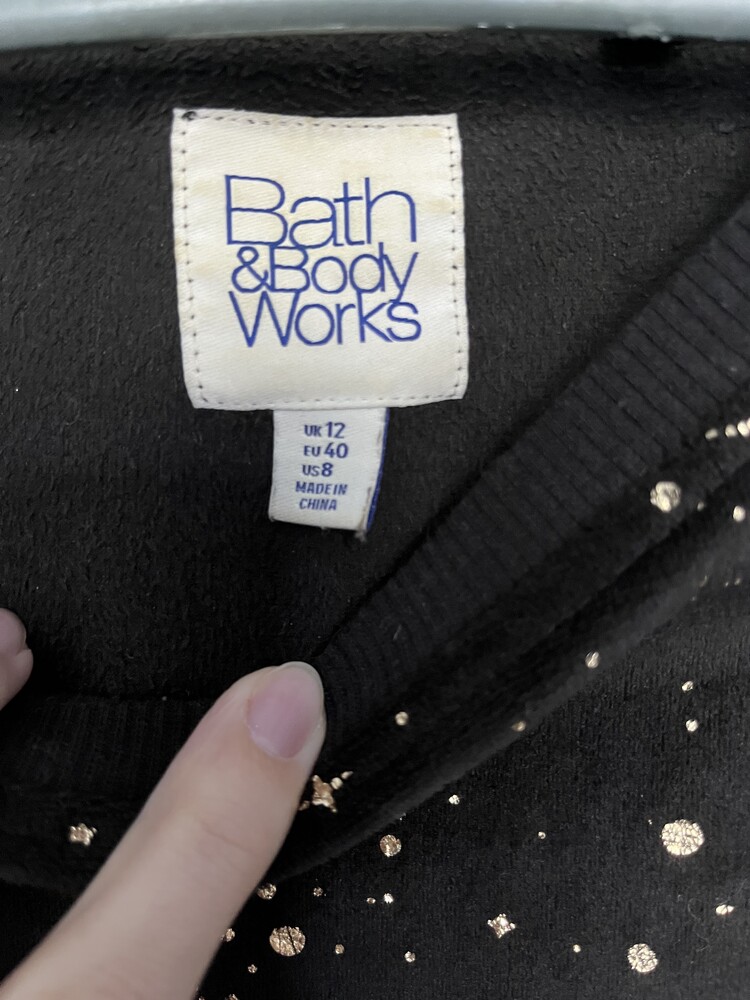 Bath
&Body
Works
UK 12
EU 40
US 8
MADE IN
CHINA